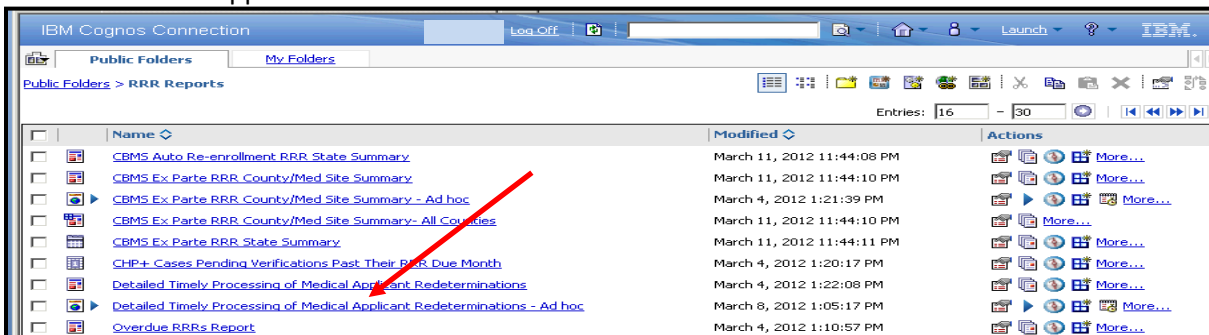 IBM Cognos Connection Log Off Launch IBM.
Public Folders My Folders
Public Folders > RRR Reports
Entries: 16 - 30
Name Modified Actions
CBMS Auto Re-enrollment RRR State Summary March 11, 2012 11:44:08 PM More...
CBMS Ex Parte RRR County/Med Site Summary March 11, 2012 11:44:10 PM More...
CBMS Ex Parte RRR County/Med Site Summary - Ad hoc March 4, 2012 1:21:39 PM More...
CBMS Ex Parte RRR County/Med Site Summary- All Counties March 11, 2012 11:44:10 PM More...
CBMS Ex Parte RRR State Summary March 11, 2012 11:44:11 PM More...
CHP+ Cases Pending Verifications Past Their RRR Due Month March 4, 2012 1:20:17 PM More...
Detailed Timely Processing of Medical Applicant Redeterminations March 4, 2012 1:22:08 PM More...
Detailed Timely Processing of Medical Applicant Redeterminations - Ad hoc March 8, 2012 1:05:17 PM More...
Overdue RRRs Report March 4, 2012 1:10:57 PM More...